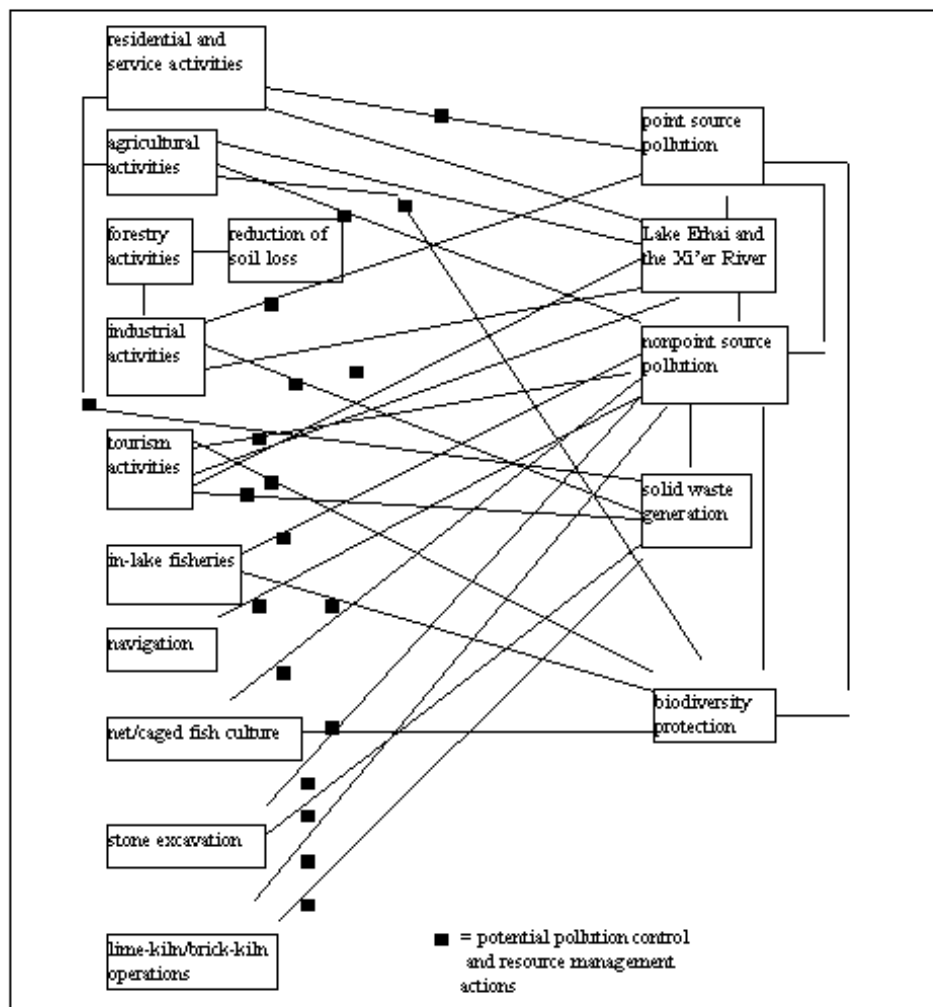 residential and
service activities
agricultural
activities
forestry
activities
reduction of
soil loss
industrial
activities
tourism
activities
in-lake fisheries
navigation
net/caged fish culture
stone excavation
lime-kiln/brick-kiln
operations
point source
pollution
Lake Erhai and
the Xi'er River
nonpoint source
pollution
solid waste
generation
biodiversity
protection
= potential pollution control
and resource management
actions